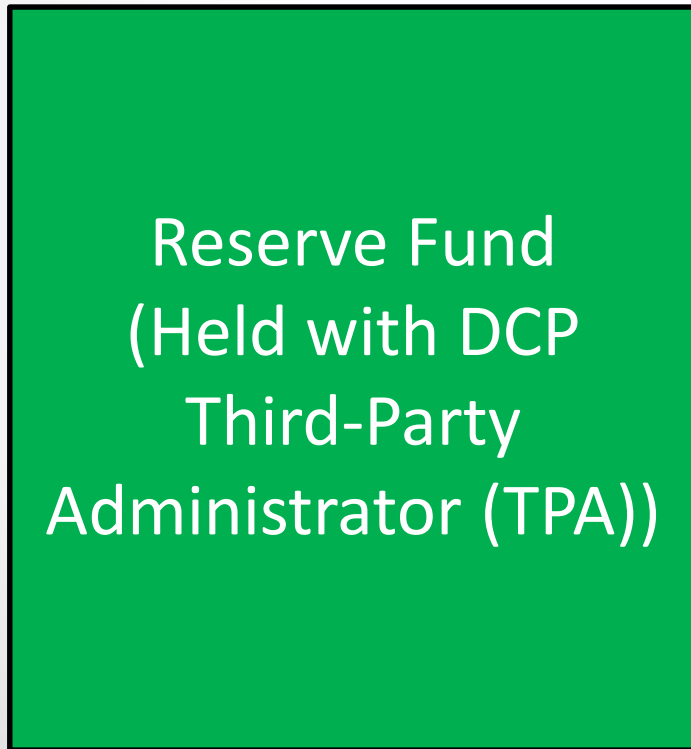 Reserve Fund
(Held with DCP
Third-Party
Administrator (TPA))